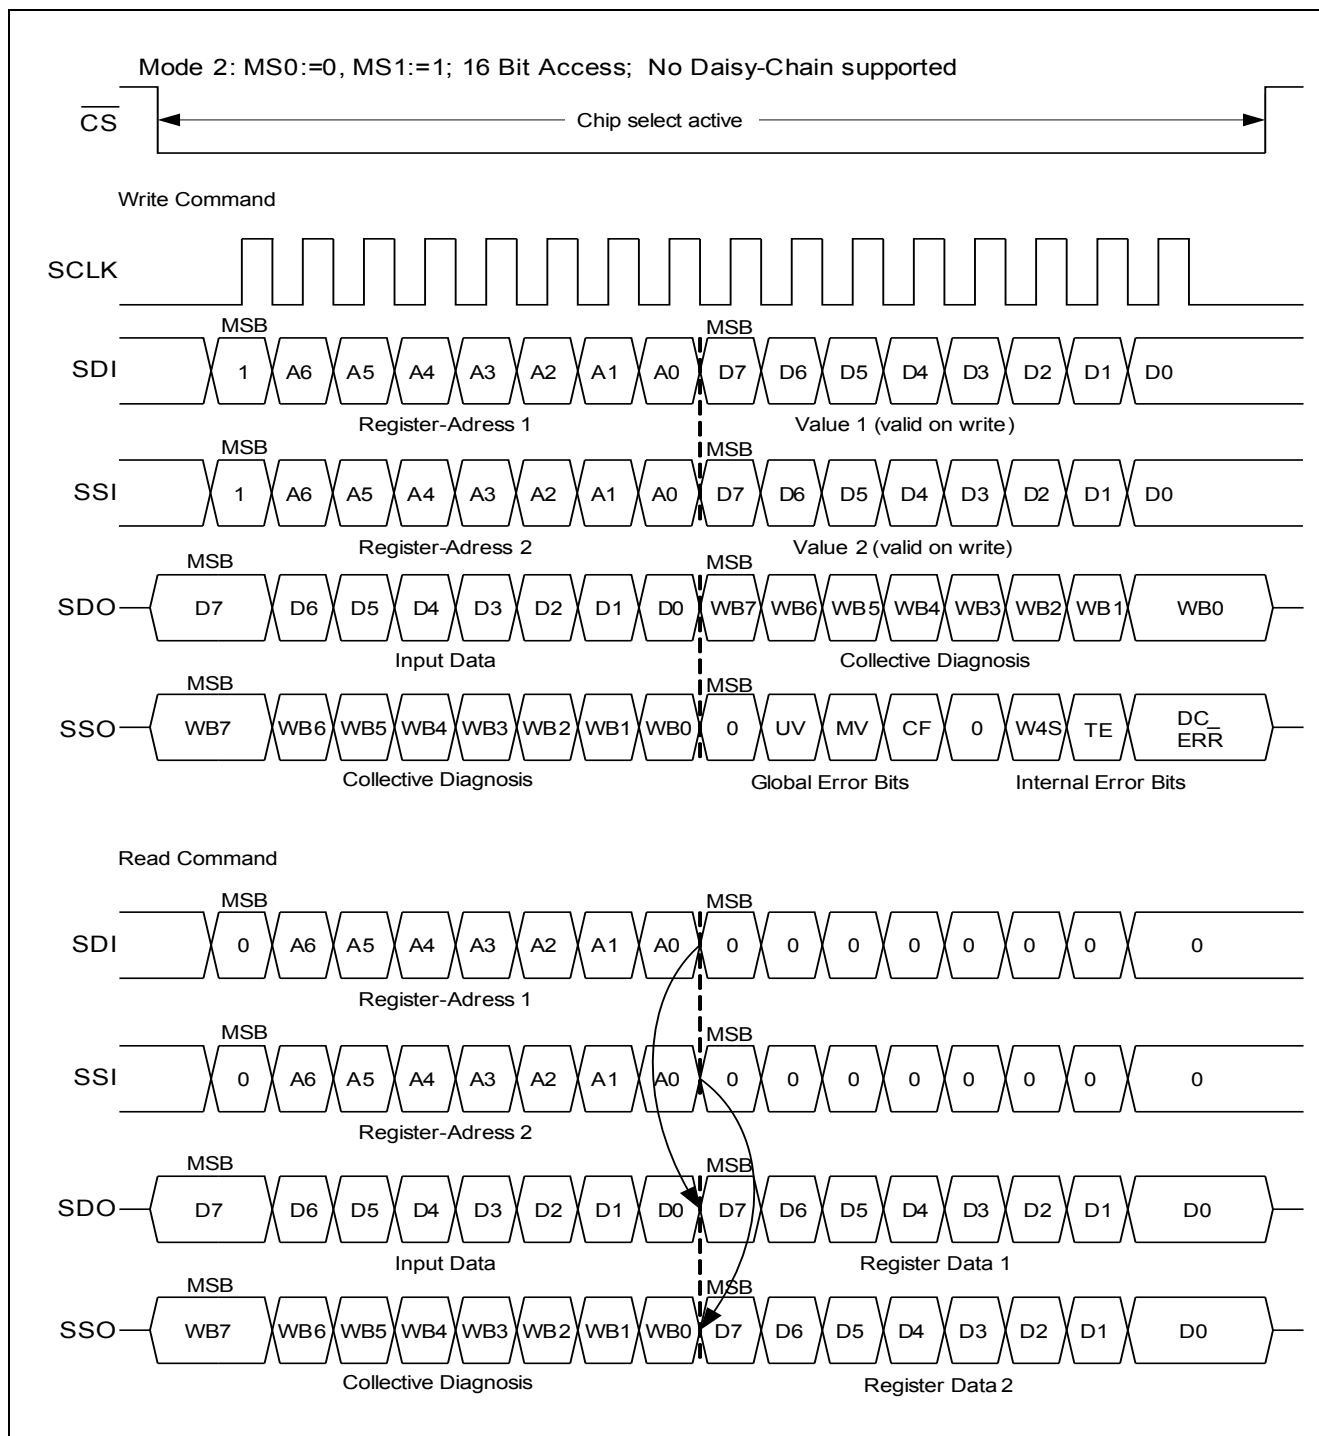 Mode 2: MS0:=0, MS1:=1; 16 Bit Access; No Daisy-Chain supported
CS
Chip select active
Write Command
SCLK
MSB MSB
SDI 1 A6 A5 A4 A3 A2 A1 A0 D7 D6 D5 D4 D3 D2 D1 D0
Register-Adress 1 Value 1 (valid on write)
MSB MSB
SSI 1 A6 A5 A4 A3 A2 A1 A0 D7 D6 D5 D4 D3 D2 D1 D0
Register-Adress 2 Value 2 (valid on write)
MSB MSB
SDO D7 D6 D5 D4 D3 D2 D1 D0 WB7 WB6 WB5 WB4 WB3 WB2 WB1 WB0
Input Data Collective Diagnosis
MSB MSB
SSO WB7 WB6 WB5 WB4 WB3 WB2 WB1 WB0 0 UV MV CF 0 W4S TE DC_ERR
Collective Diagnosis Global Error Bits Internal Error Bits
Read Command
MSB MSB
SDI 0 A6 A5 A4 A3 A2 A1 A0 0 0 0 0 0 0 0 0
Register-Adress 1
MSB MSB
SSI 0 A6 A5 A4 A3 A2 A1 A0 0 0 0 0 0 0 0 0
Register-Adress 2
MSB MSB
SDO D7 D6 D5 D4 D3 D2 D1 D0 D7 D6 D5 D4 D3 D2 D1 D0
Input Data Register Data 1
MSB MSB
SSO WB7 WB6 WB5 WB4 WB3 WB2 WB1 WB0 D7 D6 D5 D4 D3 D2 D1 D0
Collective Diagnosis Register Data 2